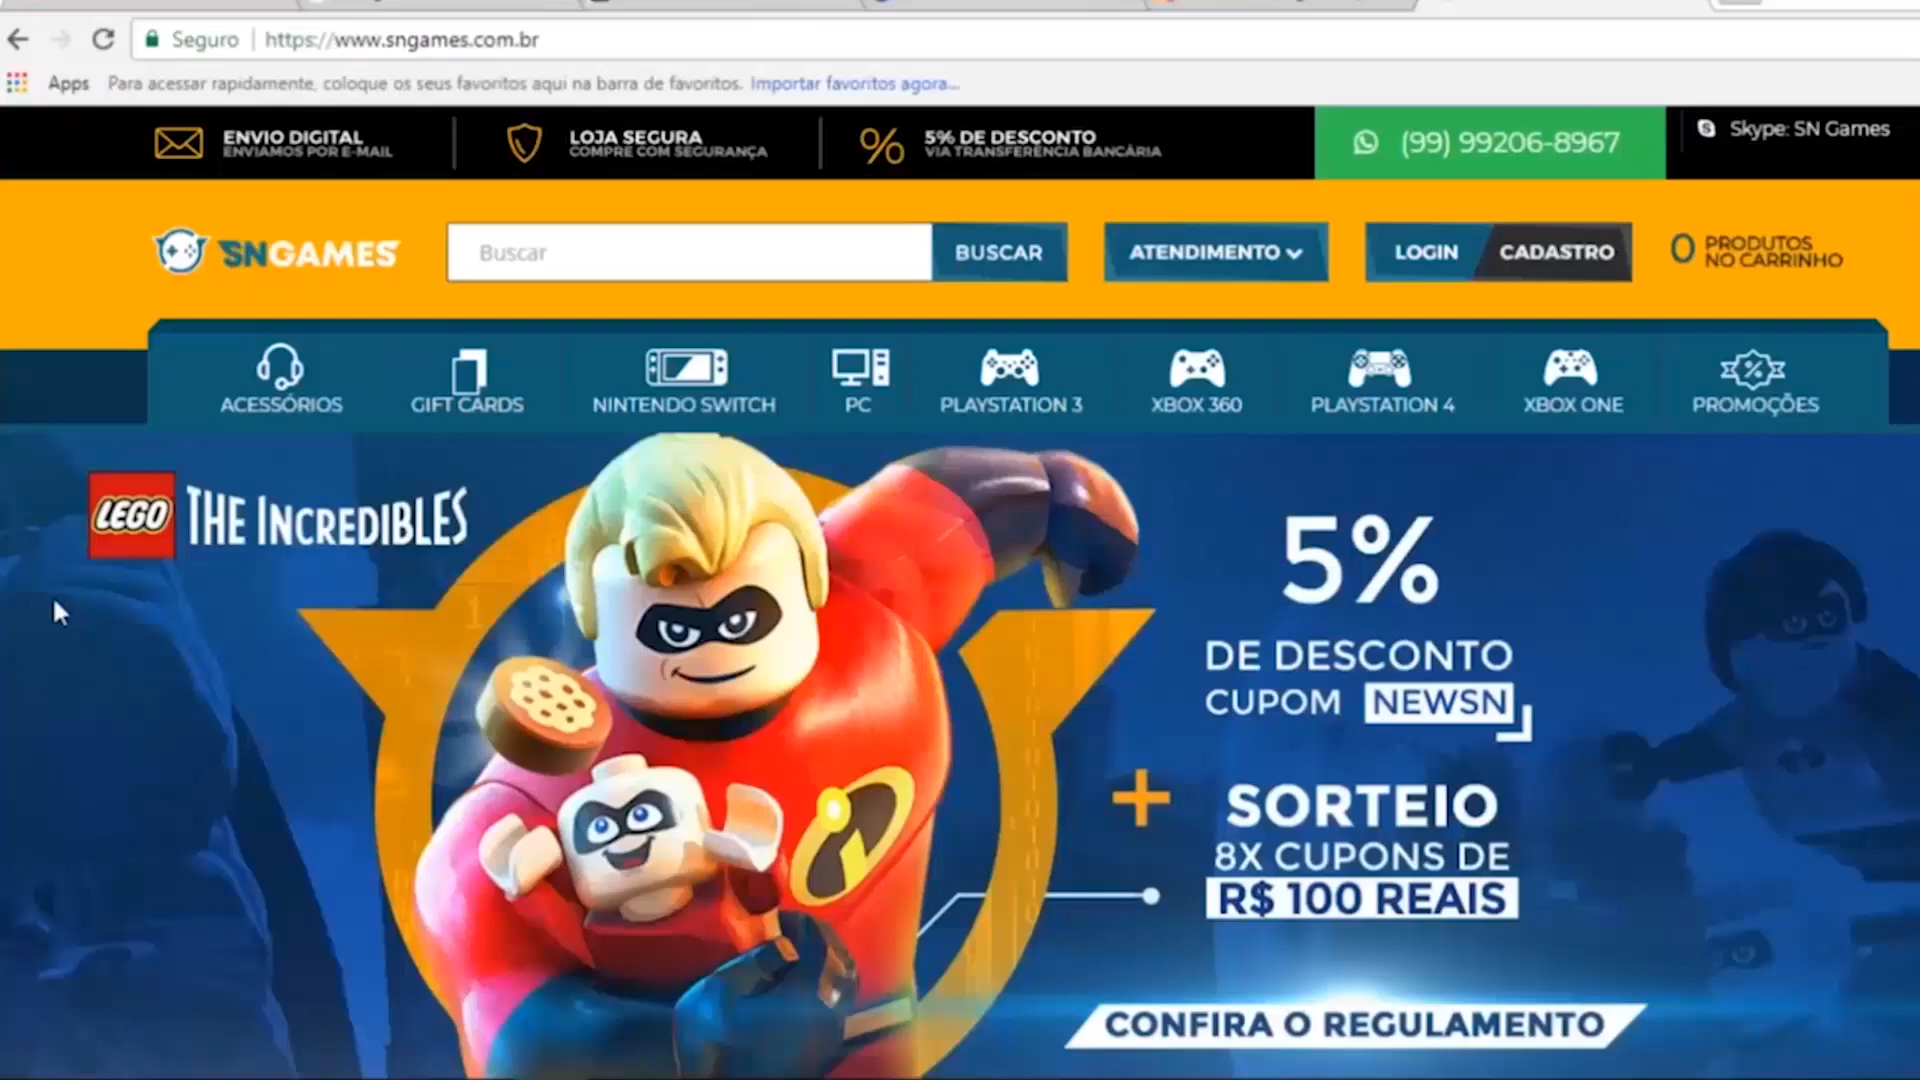 Seguro | https://www.sngames.com.br
Apps Para acessar rapidamente, coloque os seus favoritos aqui na barra de favoritos. Importar favoritos agora...
ENVIO DIGITAL
ENVIAMOS POR E-MAIL
LOJA SEGURA
COMPRE COM SEGURANÇA
5% DE DESCONTO
VIA TRANSFERÊNCIA BANCÁRIA
(99) 99206-8967
Skype: SN Games
SNGAMES
Buscar
BUSCAR
ATENDIMENTO
LOGIN
CADASTRO
0 PRODUTOS
NO CARRINHO
ACESSÓRIOS
GIFT CARDS
NINTENDO SWITCH
PC
PLAYSTATION 3
XBOX 360
PLAYSTATION 4
XBOX ONE
PROMOÇÕES
LEGO THE INCREDIBLES
5%
DE DESCONTO
CUPOM NEWSN
+ SORTEIO
8X CUPONS DE
R$ 100 REAIS
CONFIRA O REGULAMENTO